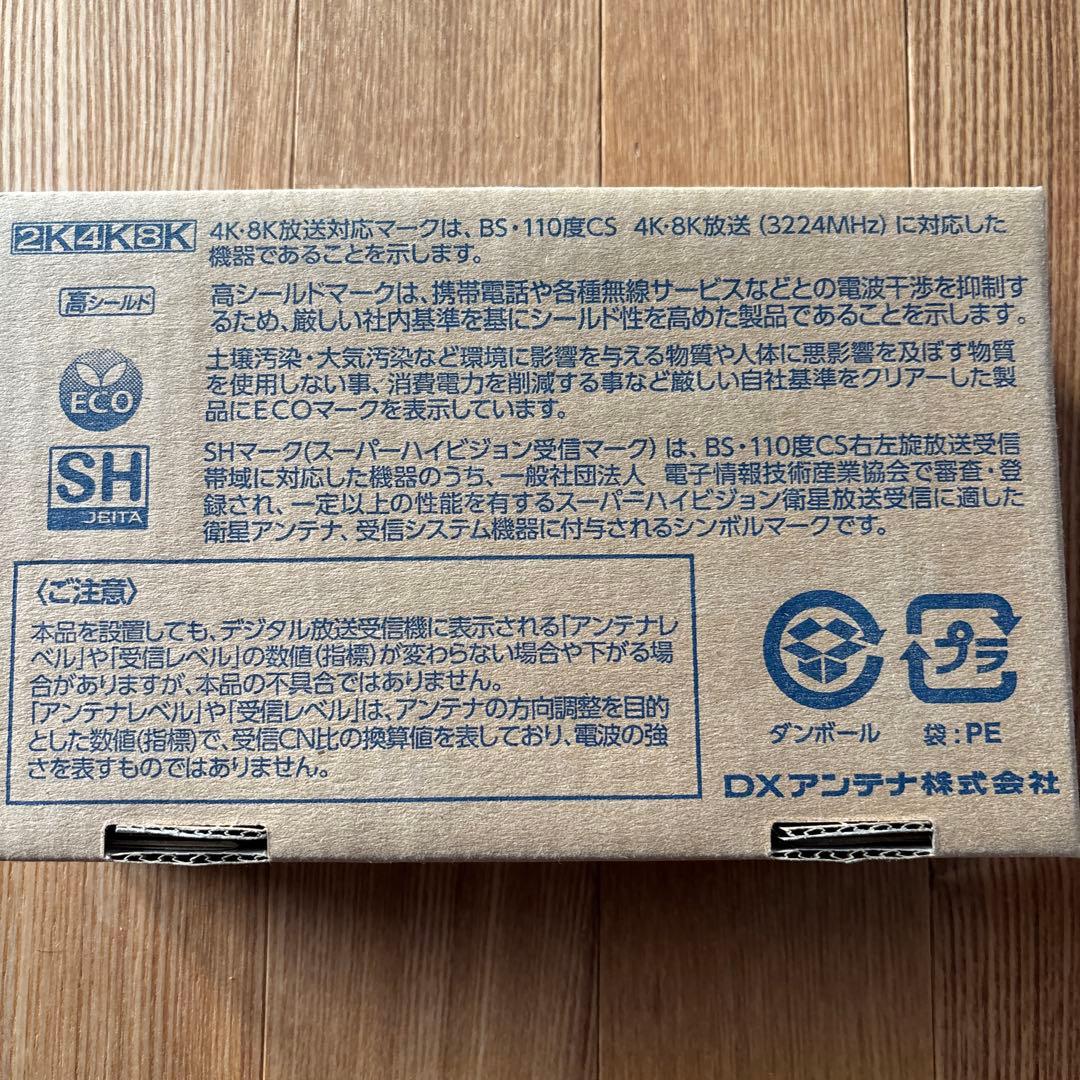 2K4K8K 4K・8K放送対応マークは、BS・110度CS 4K・8K放送 (3224MHz) に対応した
機器であることを示します。
高シールド 高シールドマークは、携帯電話や各種無線サービスなどとの電波干渉を抑制す
るため、厳しい社内基準を基にシールド性を高めた製品であることを示します。
土壌汚染・大気汚染など環境に影響を与える物質や人体に悪影響を及ぼす物質
ECO を使用しない事、消費電力を削減する事など厳しい自社基準をクリアーした製
品にECOマークを表示しています。
SHマーク(スーパーハイビジョン受信マーク) は、BS・110度CS右左旋放送受信
SH 帯域に対応した機器のうち、一般社団法人 電子情報技術産業協会で審査・登
録され、一定以上の性能を有するスーパーハイビジョン衛星放送受信に適した
JEITA 衛星アンテナ、受信システム機器に付与されるシンボルマークです。
〈ご注意〉
本品を設置しても、デジタル放送受信機に表示される「アンテナレ
ベル」や「受信レベル」の数値(指標)が変わらない場合や下がる場
合がありますが、本品の不具合ではありません。
「アンテナレベル」や「受信レベル」は、アンテナの方向調整を目的
とした数値(指標)で、受信CN比の換算値を表しており、電波の強
さを表すものではありません。
プラ
ダンボール 袋:PE
DXアンテナ株式会社